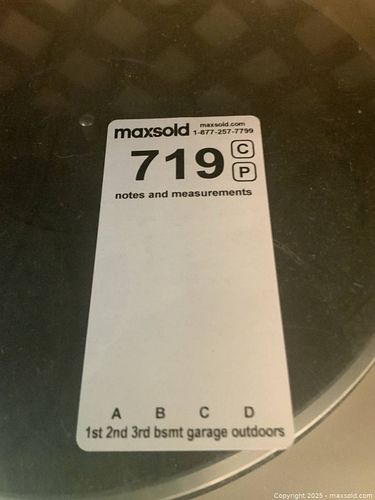 maxsold maxsold.com
1-877-257-7799
719 C
P
notes and measurements
A B C D
1st 2nd 3rd bsmt garage outdoors
Copyright 2025 - maxsold.com